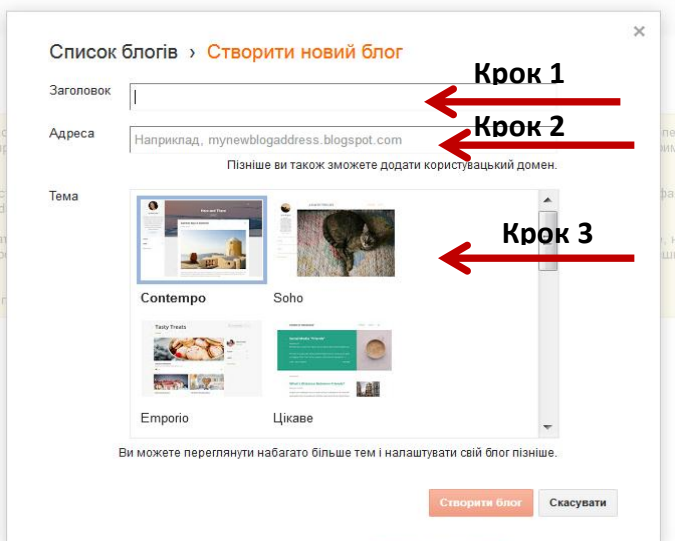 ×
Список блогів › Створити новий блог
Крок 1
Заголовок
Крок 2
Адреса
Наприклад, mynewblogaddress.blogspot.com
Пізніше ви також зможете додати користувацький домен.
Тема
Крок 3
Contempo
Soho
Tasty Treats
Emporio
Цікаве
Ви можете переглянути набагато більше тем і налаштувати свій блог пізніше.
Створити блог
Скасувати